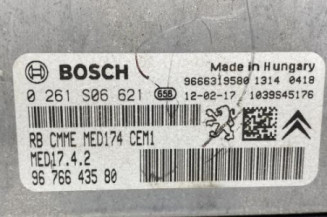 BOSCH
Made in Hungary
9666319580 1314 0418
0 261 S06 621 658 12-02-17 1039S45176
RB CMME MED174 CEM1
MED17.4.2
96 766 435 80